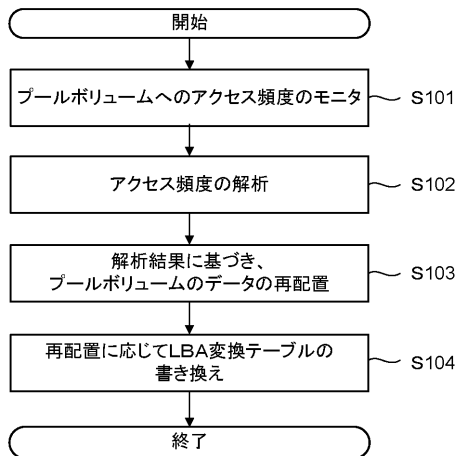 開始
プールボリュームへのアクセス頻度のモニタ
S101
アクセス頻度の解析
S102
解析結果に基づき、
プールボリュームのデータの再配置
S103
再配置に応じてLBA変換テーブルの
書き換え
S104
終了